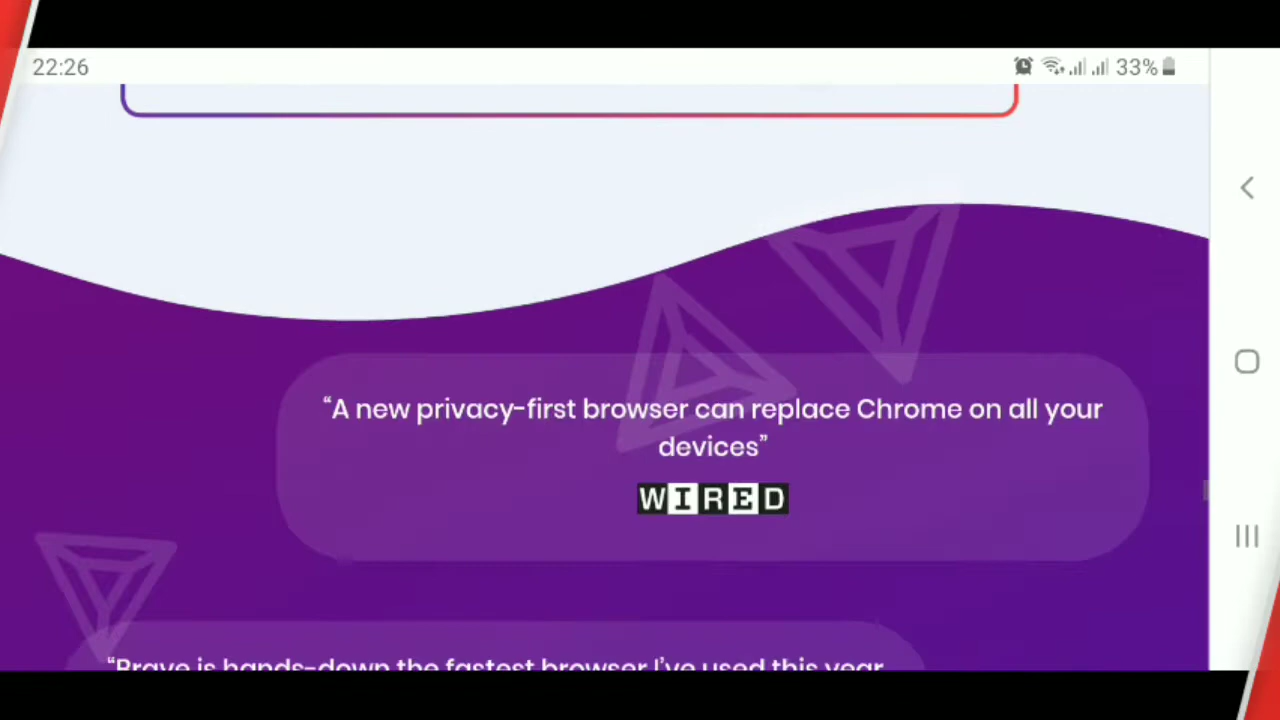 22:26
33%
“A new privacy-first browser can replace Chrome on all your
devices”
WIRED
“Brave is hands-down the fastest browser I’ve used this year